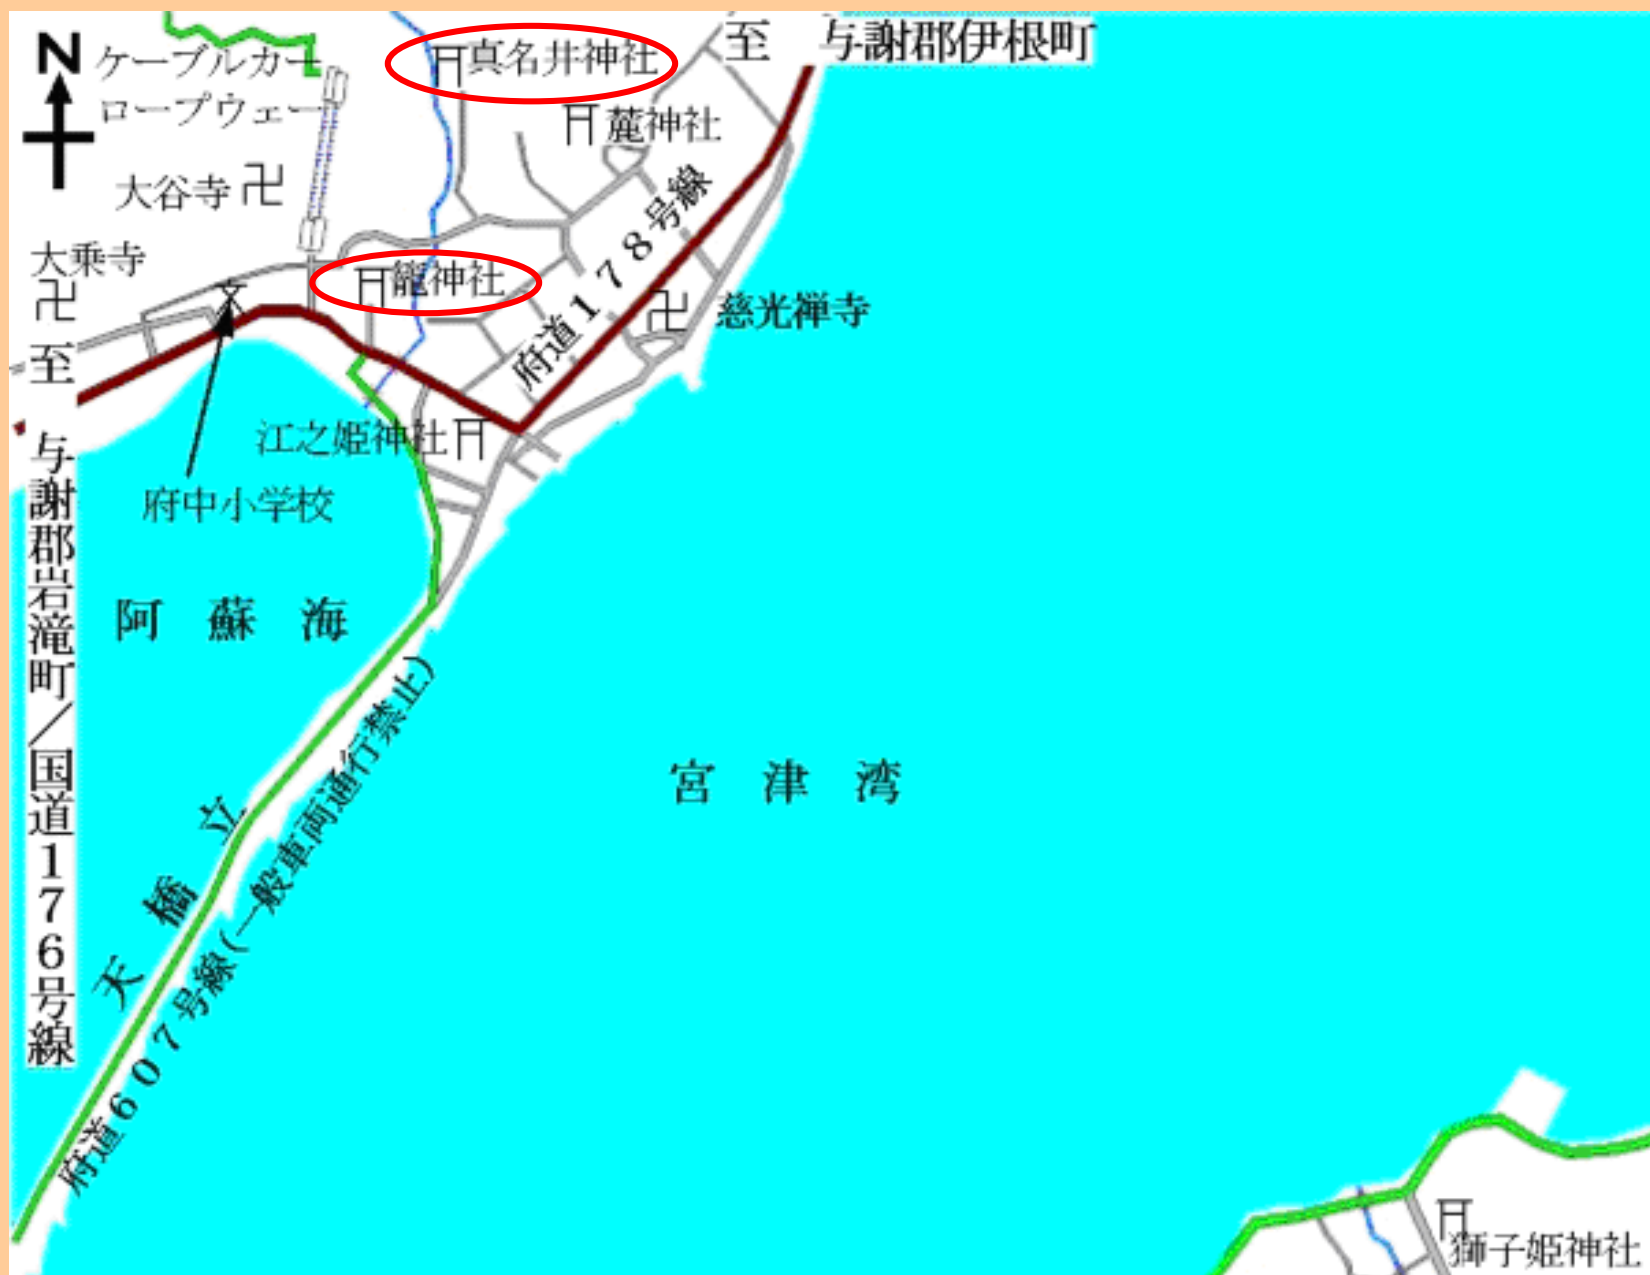 N
ケーブルカー
ロープウェー
真名井神社
至 与謝郡伊根町
麓神社
大谷寺
大乗寺
籠神社
文
府道178号線
慈光禅寺
江之姫神社
府中小学校
至 与謝郡岩滝町/国道176号線
阿蘇海
宮津湾
天橋立
府道607号線(一般車両通行禁止)
獅子姫神社